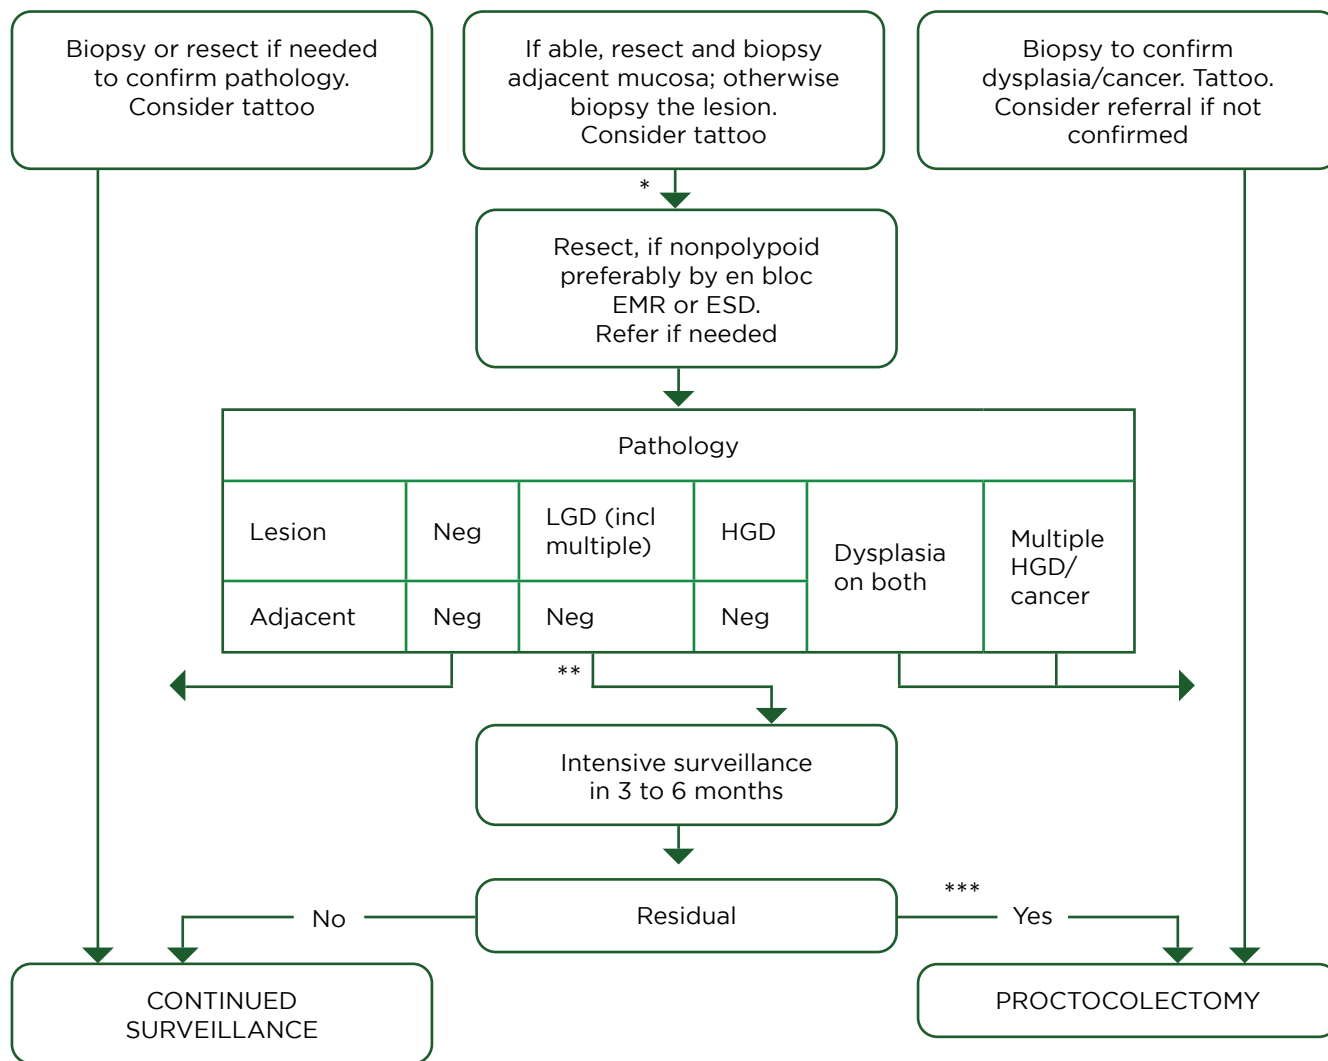 Biopsy or resect if needed
to confirm pathology.
Consider tattoo
If able, resect and biopsy
adjacent mucosa; otherwise
biopsy the lesion.
Consider tattoo
Biopsy to confirm
dysplasia/cancer. Tattoo.
Consider referral if not
confirmed
*
Resect, if nonpolypoid
preferably by en bloc
EMR or ESD.
Refer if needed
Pathology
Lesion
Neg
LGD (incl
multiple)
HGD
Dysplasia
on both
Multiple
HGD/
cancer
Adjacent
Neg
Neg
Neg
**
Intensive surveillance
in 3 to 6 months
Residual
No
***
Yes
CONTINUED
SURVEILLANCE
PROCTOCOLECTOMY